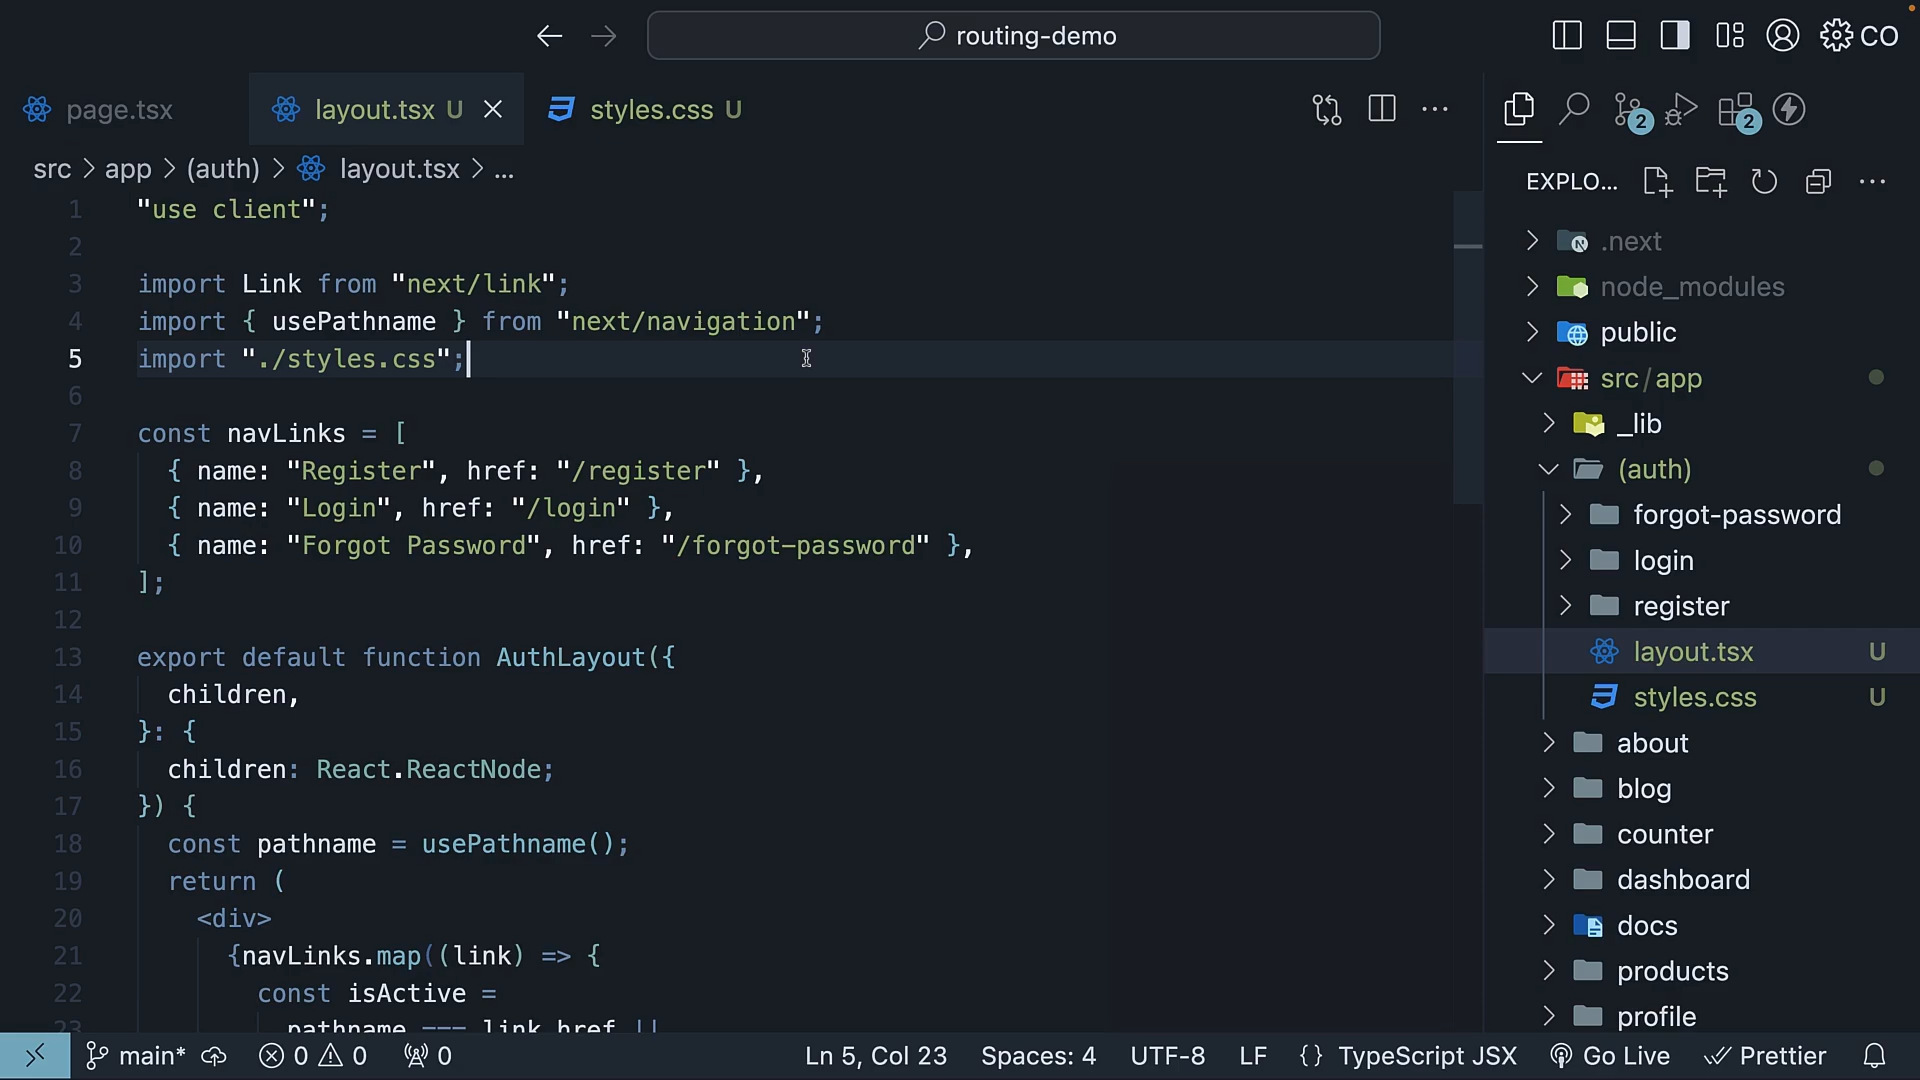 routing-demo
CO
page.tsx
layout.tsx U
styles.css U
2
2
src > app > (auth) > layout.tsx > ...
EXPLO...
1 "use client";
2
3 import Link from "next/link";
4 import { usePathname } from "next/navigation";
5 import "./styles.css";
6
7 const navLinks = [
8 { name: "Register", href: "/register" },
9 { name: "Login", href: "/login" },
10 { name: "Forgot Password", href: "/forgot-password" },
11 ];
12
13 export default function AuthLayout({
14 children,
15 }: {
16 children: React.ReactNode;
17 }) {
18 const pathname = usePathname();
19 return (
20 <div>
21 {navLinks.map((link) => {
22 const isActive =
23 pathname === link.href ||
.next
node_modules
public
src/app
_lib
(auth)
forgot-password
login
register
layout.tsx U
styles.css U
about
blog
counter
dashboard
docs
products
profile
main* 0 0 0 Ln 5, Col 23 Spaces: 4 UTF-8 LF {} TypeScript JSX Go Live Prettier